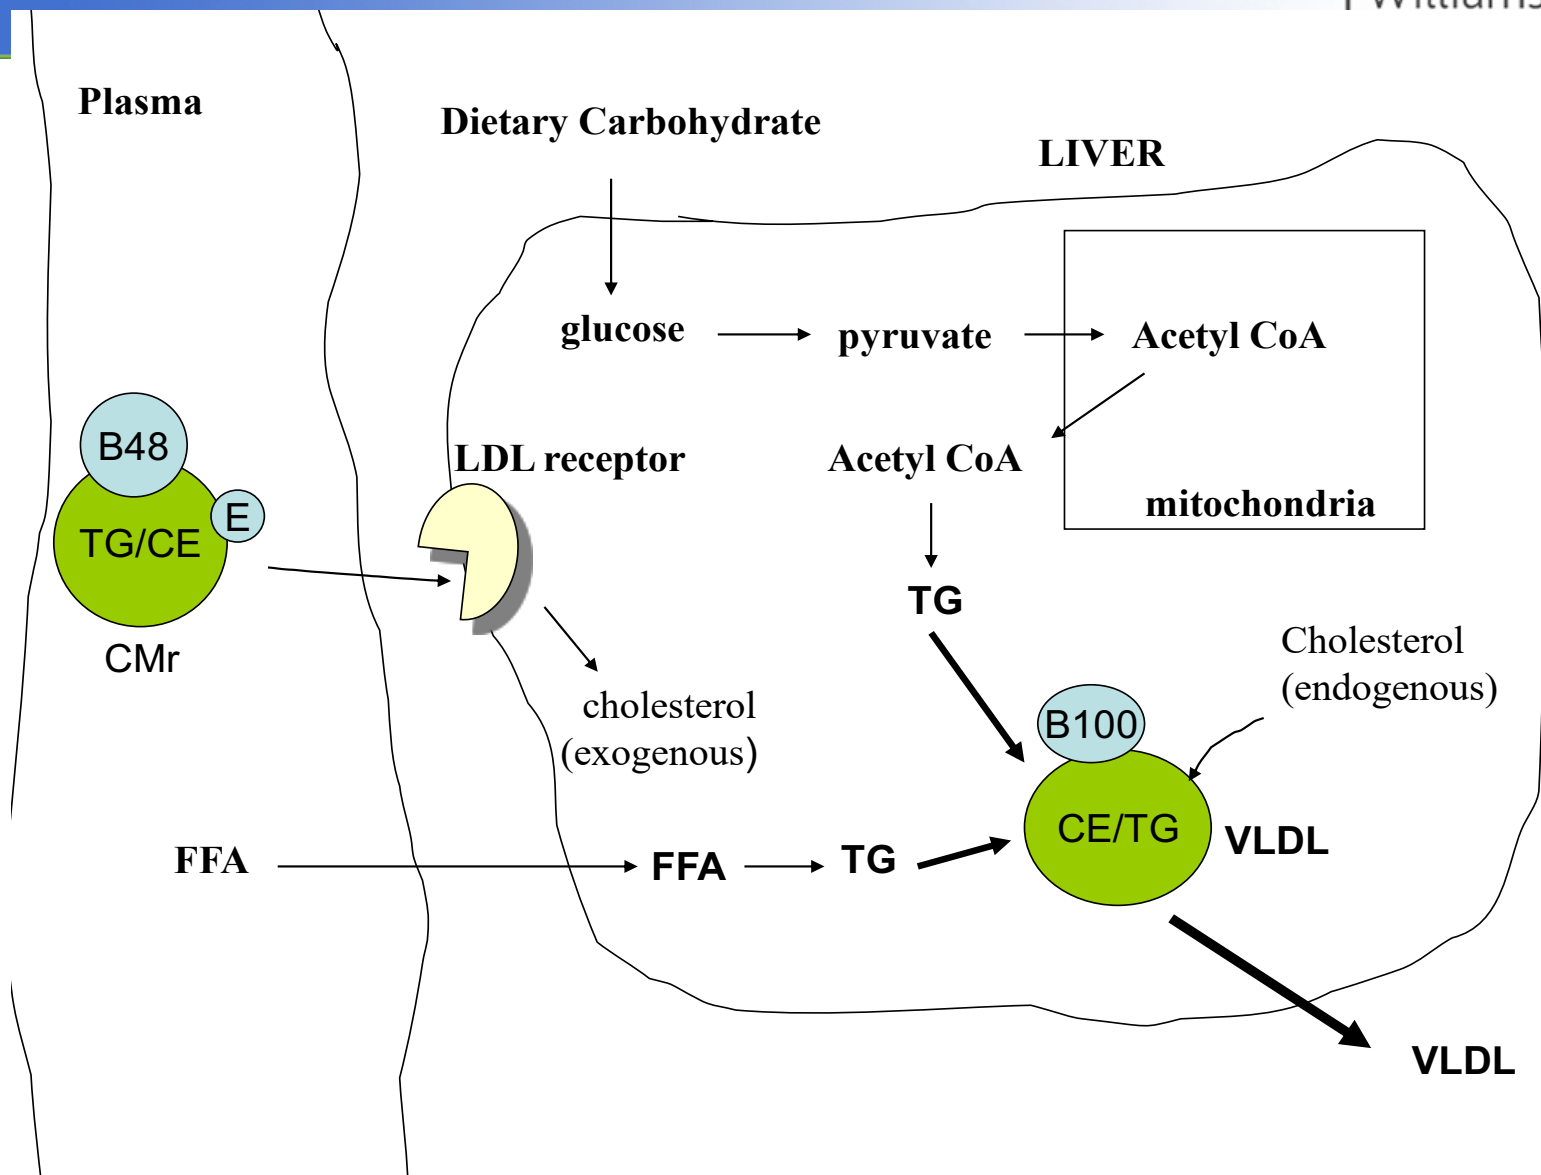 Plasma
Dietary Carbohydrate
LIVER
glucose
pyruvate
Acetyl CoA
B48
LDL receptor
Acetyl CoA
mitochondria
E
TG/CE
TG
CMr
Cholesterol
(endogenous)
cholesterol
(exogenous)
B100
CE/TG
VLDL
FFA
FFA
TG
VLDL